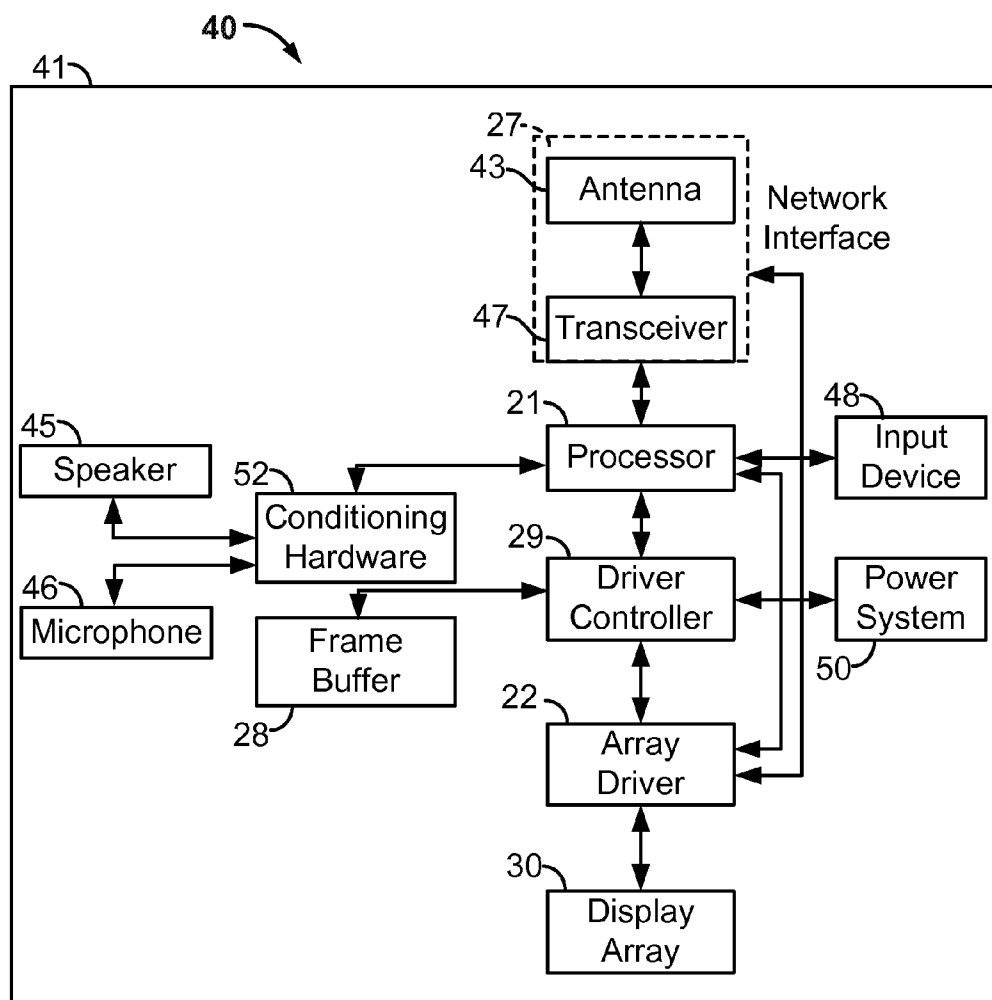 40
41
27
43
Antenna
Network
Interface
47
Transceiver
21
48
45
Processor
Input
Device
Speaker
52
Conditioning
Hardware
29
46
Driver
Controller
Power
System
Microphone
Frame
Buffer
50
28
22
Array
Driver
30
Display
Array